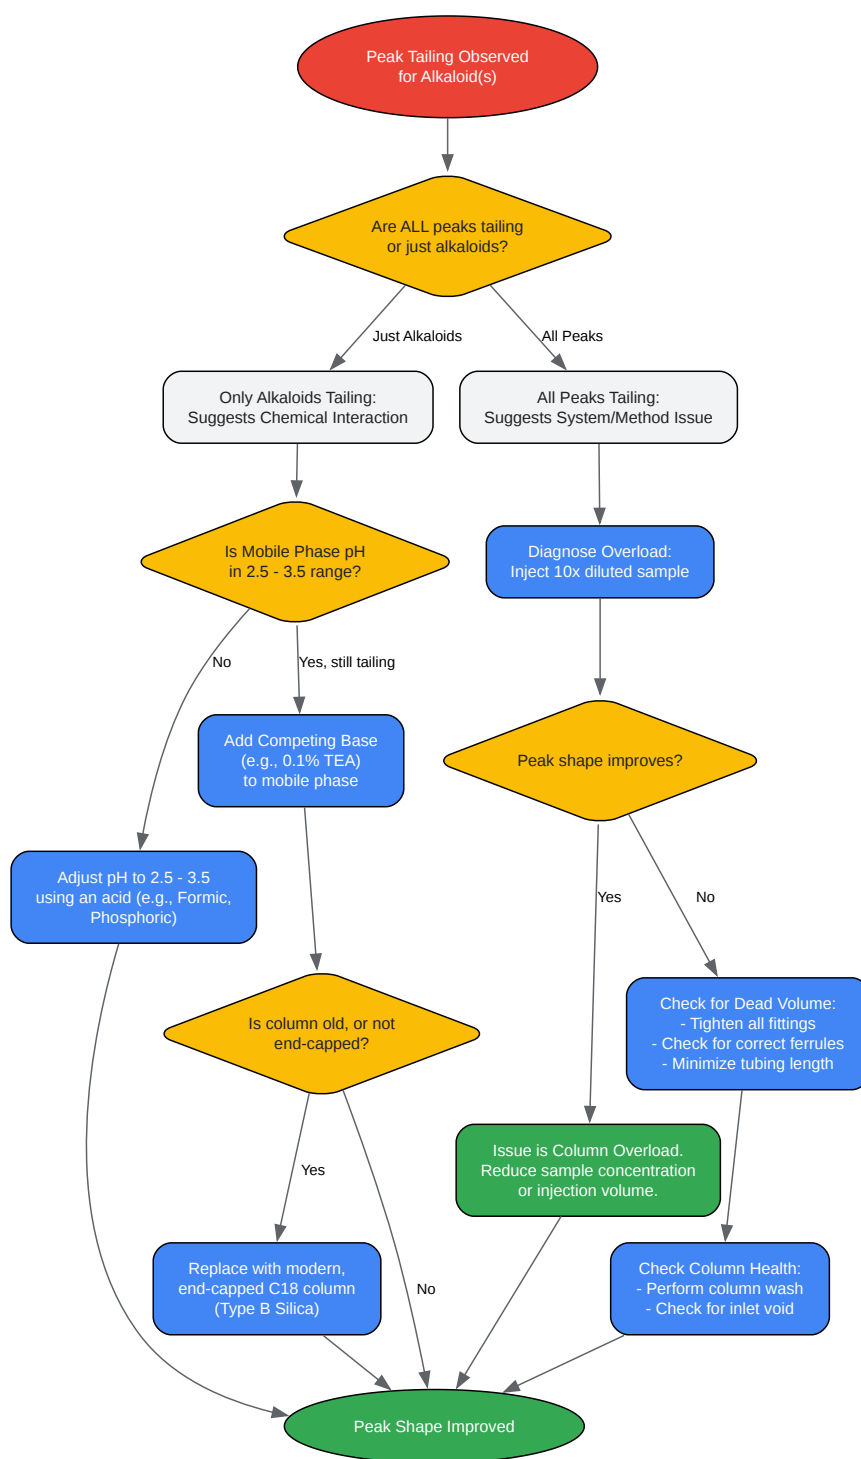 Peak Tailing Observed
for Alkaloid(s)
Are ALL peaks tailing
or just alkaloids?
Just Alkaloids
All Peaks
Only Alkaloids Tailing:
Suggests Chemical Interaction
All Peaks Tailing:
Suggests System/Method Issue
Is Mobile Phase pH
in 2.5 - 3.5 range?
Diagnose Overload:
Inject 10x diluted sample
No
Yes, still tailing
Add Competing Base
(e.g., 0.1% TEA)
to mobile phase
Peak shape improves?
Adjust pH to 2.5 - 3.5
using an acid (e.g., Formic,
Phosphoric)
Yes
No
Is column old, or not
end-capped?
Check for Dead Volume:
- Tighten all fittings
- Check for correct ferrules
- Minimize tubing length
Issue is Column Overload.
Reduce sample concentration
or injection volume.
Yes
Replace with modern,
end-capped C18 column
(Type B Silica)
No
Check Column Health:
- Perform column wash
- Check for inlet void
Peak Shape Improved